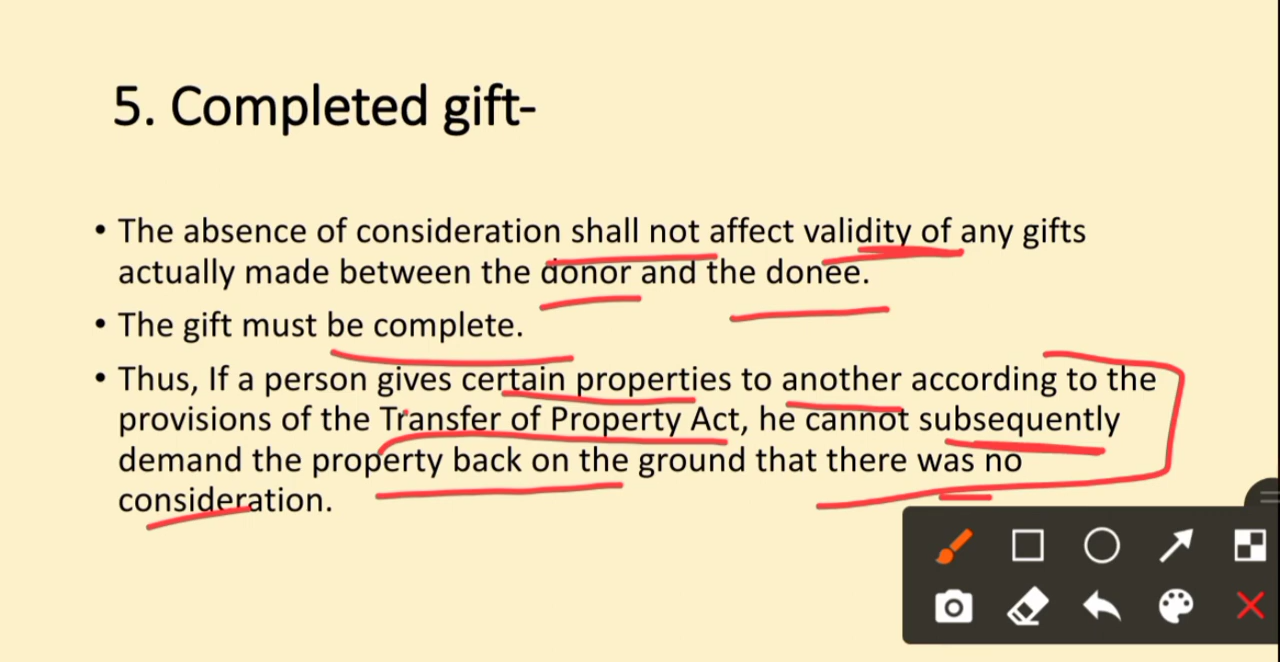 5. Completed gift-
• The absence of consideration shall not affect validity of any gifts
actually made between the donor and the donee.
• The gift must be complete.
• Thus, If a person gives certain properties to another according to the
provisions of the Transfer of Property Act, he cannot subsequently
demand the property back on the ground that there was no
consideration.